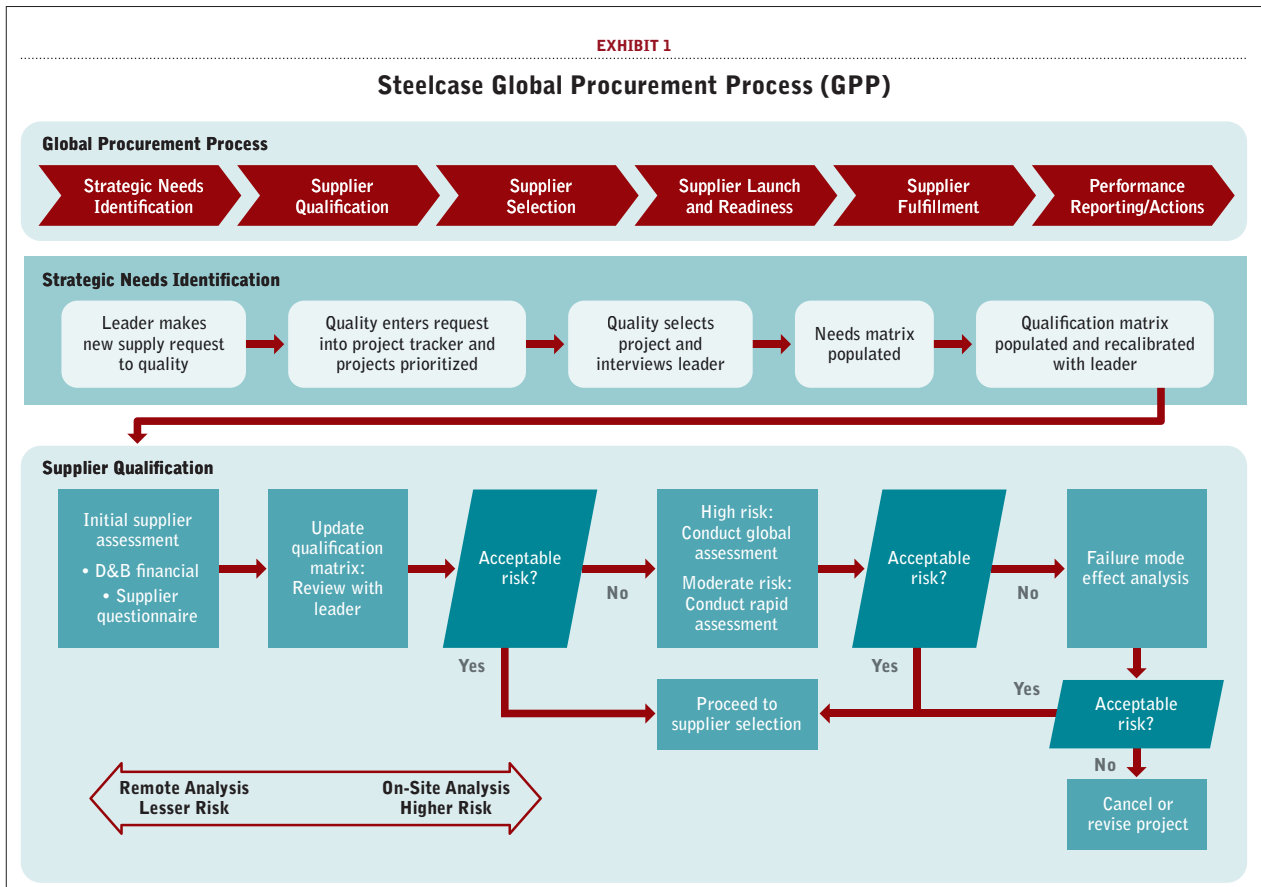 EXHIBIT 1
Steelcase Global Procurement Process (GPP)
Global Procurement Process
Strategic Needs
Identification
Supplier
Qualification
Supplier
Selection
Supplier Launch
and Readiness
Supplier
Fulfillment
Performance
Reporting/Actions
Strategic Needs Identification
Leader makes
new supply request
to quality
Quality enters request
into project tracker and
projects prioritized
Quality selects
project and
interviews leader
Needs matrix
populated
Qualification matrix
populated and recalibrated
with leader
Supplier Qualification
Initial supplier
assessment
• D&B financial
• Supplier
questionnaire
Update
qualification
matrix:
Review with
leader
Acceptable
risk?
No
Yes
High risk:
Conduct global
assessment
Moderate risk:
Conduct rapid
assessment
Acceptable
risk?
No
Yes
Failure mode
effect analysis
Proceed to
supplier selection
Yes
Acceptable
risk?
No
Cancel or
revise project
Remote Analysis
Lesser Risk
On-Site Analysis
Higher Risk